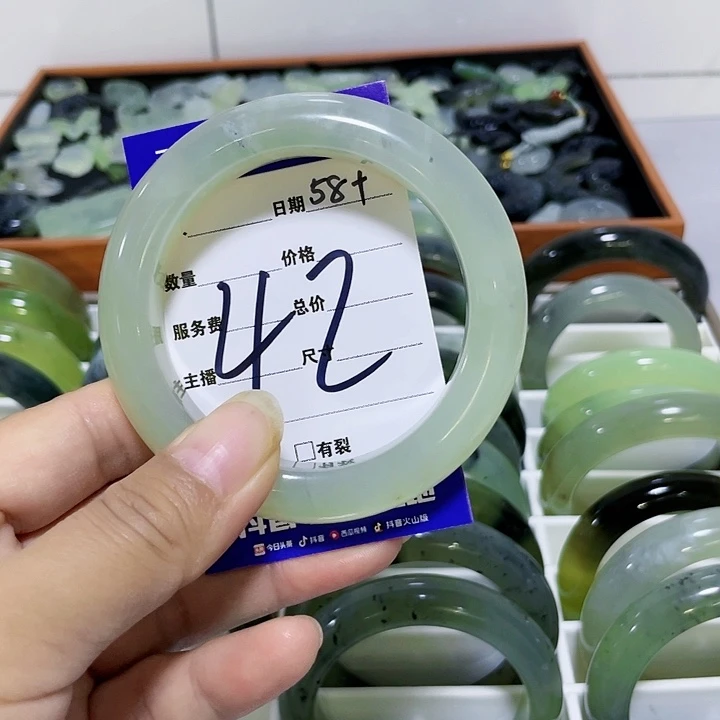 日期 58+
数量 价格
42
服务费 总价
主播 尺寸
有裂
今日头条 抖音 西瓜视频 抖音火山版